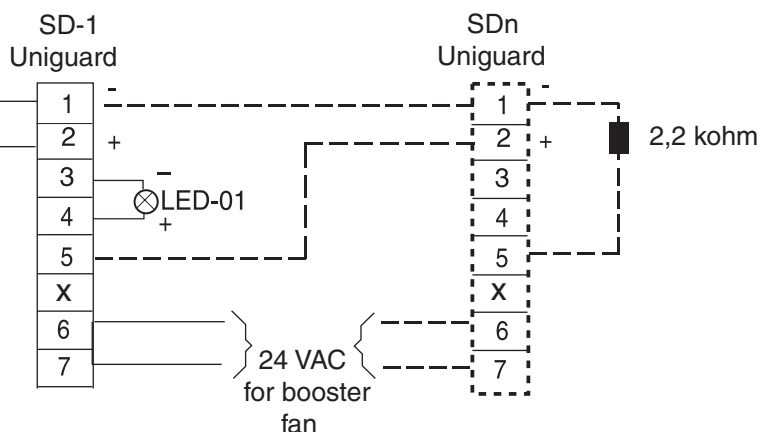 SD-1
Uniguard
SDn
Uniguard
1 -
2 +
3 -
LED-01
4 +
5
X
6
7
1 -
2 +
3
4
5
X
6
7
2,2 kohm
24 VAC
for booster
fan